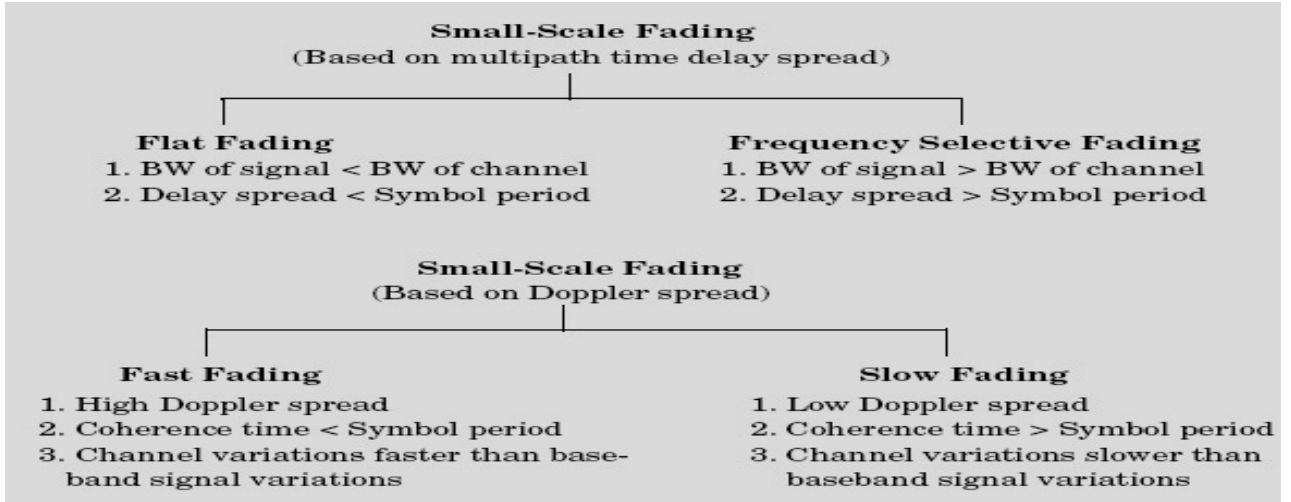 Small-Scale Fading
(Based on multipath time delay spread)
Flat Fading
1. BW of signal < BW of channel
2. Delay spread < Symbol period
Frequency Selective Fading
1. BW of signal > BW of channel
2. Delay spread > Symbol period
Small-Scale Fading
(Based on Doppler spread)
Fast Fading
1. High Doppler spread
2. Coherence time < Symbol period
3. Channel variations faster than base-
band signal variations
Slow Fading
1. Low Doppler spread
2. Coherence time > Symbol period
3. Channel variations slower than
baseband signal variations